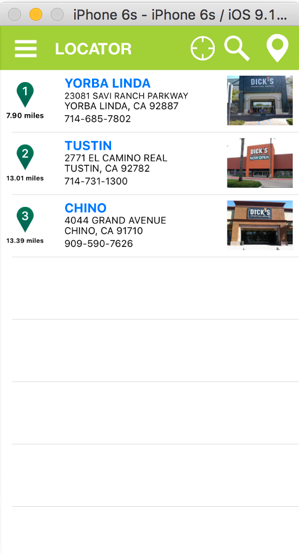 iPhone 6s - iPhone 6s / iOS 9.1...
LOCATOR
1
7.90 miles
YORBA LINDA
23081 SAVI RANCH PARKWAY
YORBA LINDA, CA 92887
714-685-7802
DICK'S
2
13.01 miles
TUSTIN
2771 EL CAMINO REAL
TUSTIN, CA 92782
714-731-1300
DICK'S
NOW OPEN
3
13.39 miles
CHINO
4044 GRAND AVENUE
CHINO, CA 91710
909-590-7626
DICK'S